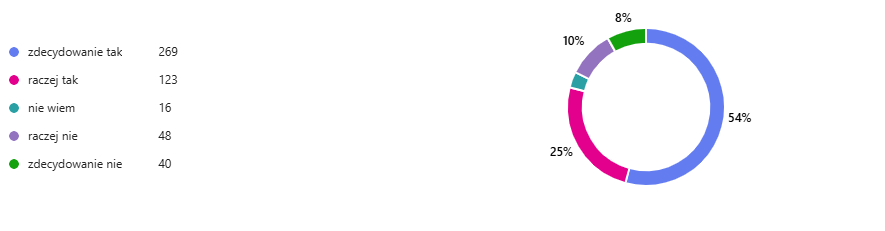 zdecydowanie tak 269
raczej tak 123
nie wiem 16
raczej nie 48
zdecydowanie nie 40
8%
10%
54%
25%